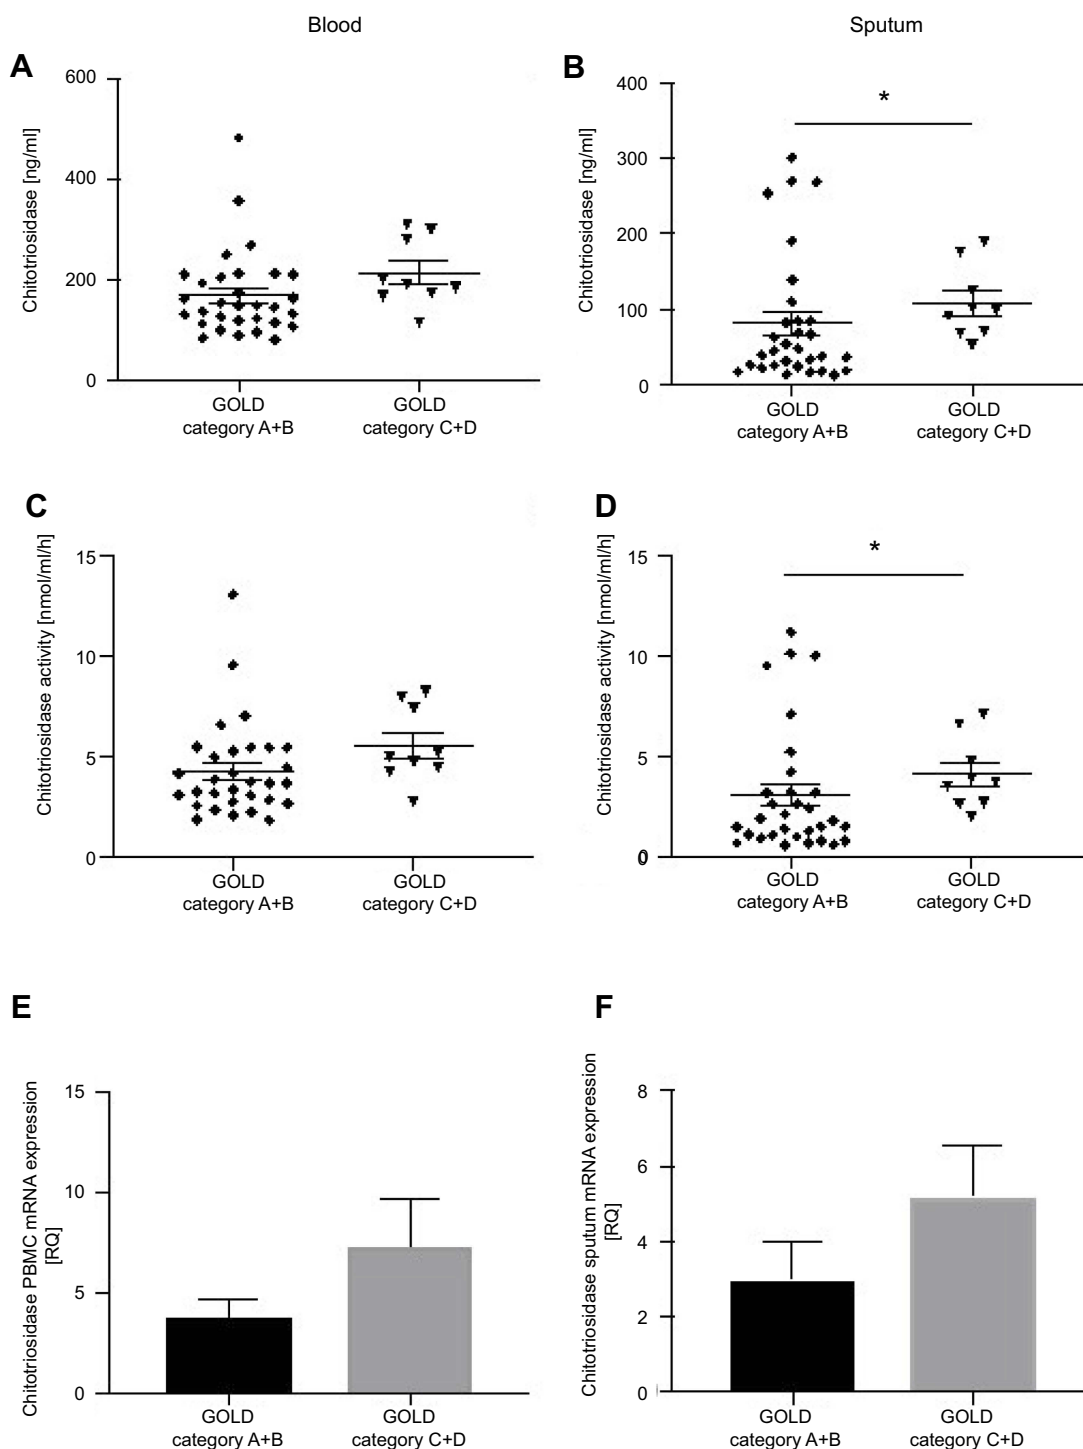 Blood
Sputum
A
Chitotriosidase [ng/ml]
600
400
200
0
GOLD
category A+B
GOLD
category C+D
B
Chitotriosidase [ng/ml]
400
300
200
100
0
*
GOLD
category A+B
GOLD
category C+D
C
Chitotriosidase activity [nmol/ml/h]
15
10
5
0
GOLD
category A+B
GOLD
category C+D
D
Chitotriosidase activity [nmol/ml/h]
15
10
5
0
*
GOLD
category A+B
GOLD
category C+D
E
Chitotriosidase PBMC mRNA expression
[RQ]
15
10
5
0
GOLD
category A+B
GOLD
category C+D
F
Chitotriosidase sputum mRNA expression
[RQ]
8
6
4
2
0
GOLD
category A+B
GOLD
category C+D